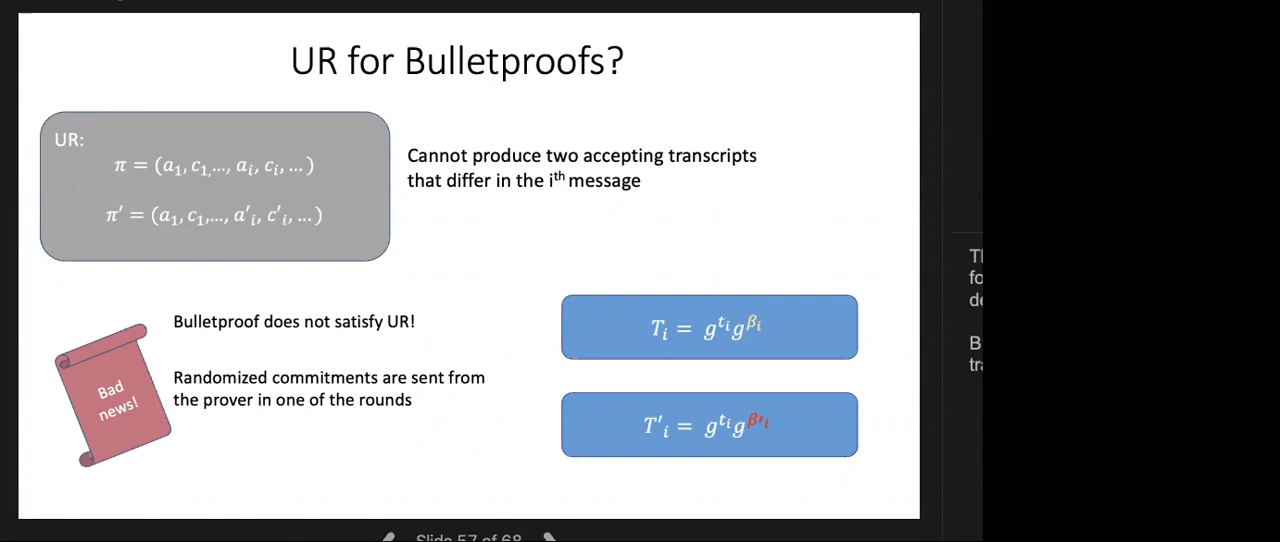 UR for Bulletproofs?
UR:
π = (a₁, c₁,…, aᵢ, cᵢ, … )
π′ = (a₁, c₁,…, a′ᵢ, c′ᵢ, … )
Cannot produce two accepting transcripts
that differ in the iᵗʰ message
Bulletproof does not satisfy UR!
Randomized commitments are sent from
the prover in one of the rounds
Bad
news!
Tᵢ = g^{tᵢ}g^{βᵢ}
T′ᵢ = g^{tᵢ}g^{β′ᵢ}
Slide 57 of 68